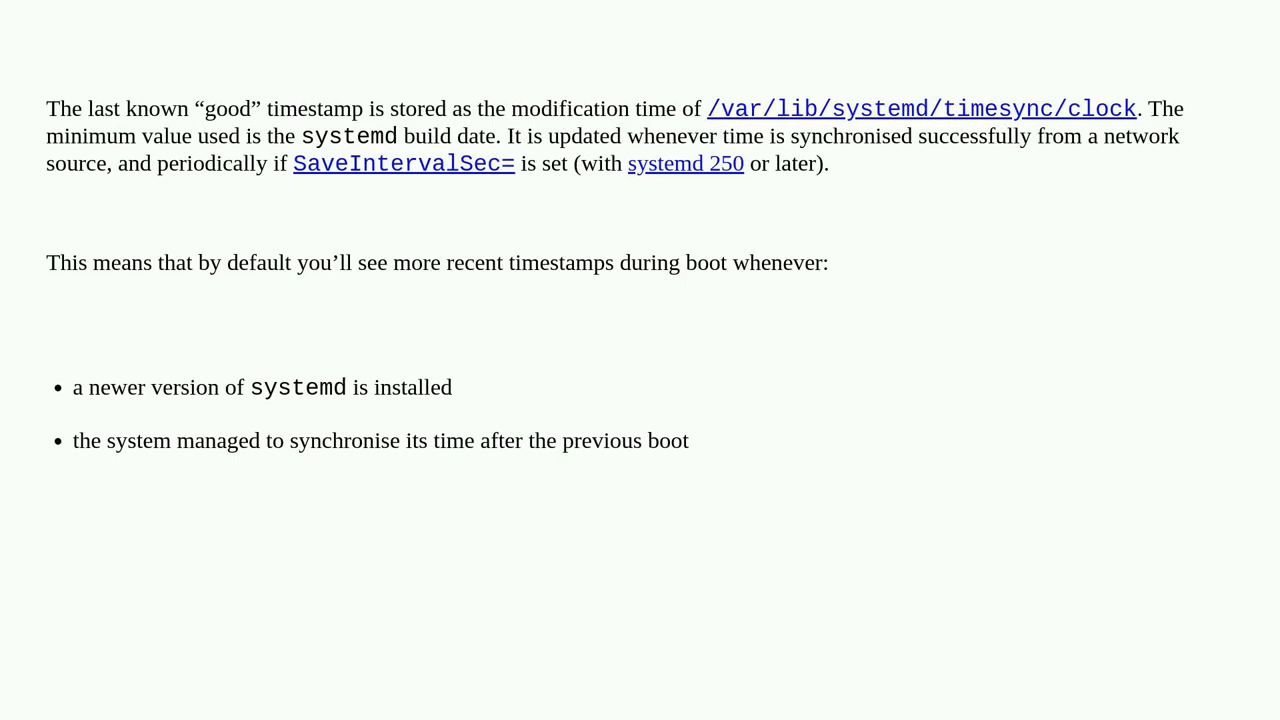 The last known “good” timestamp is stored as the modification time of /var/lib/systemd/timesync/clock. The
minimum value used is the systemd build date. It is updated whenever time is synchronised successfully from a network
source, and periodically if SaveIntervalSec= is set (with systemd 250 or later).
This means that by default you’ll see more recent timestamps during boot whenever:
• a newer version of systemd is installed
• the system managed to synchronise its time after the previous boot